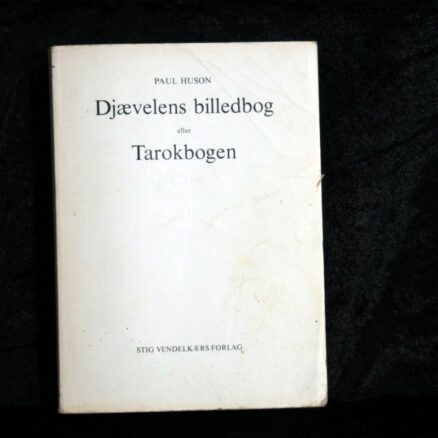 PAUL HUSON
Djævelens billedbog
eller
Tarokbogen
STIG VENDELKÆRS FORLAG